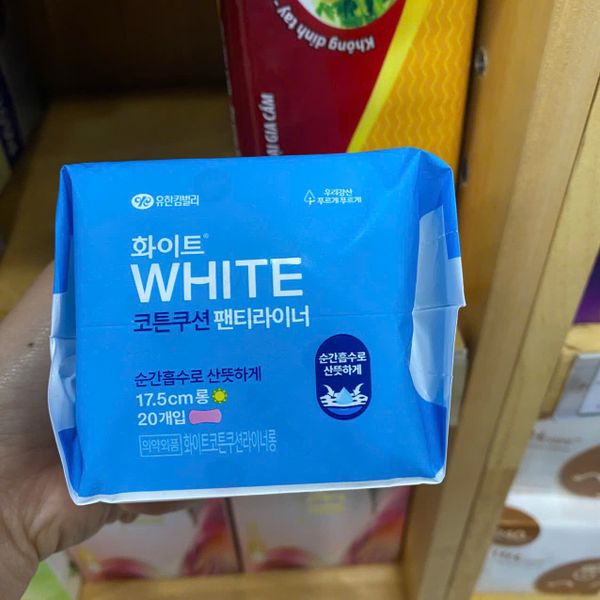 Không dính tay -
ẠI GIA CẦM
유한킴벌리
우리강산
푸르게 푸르게
화이트®
WHITE
코튼쿠션 팬티라이너
순간흡수로 산뜻하게
17.5cm 롱
20개입
의약외품 화이트코튼쿠션라이너롱
순간흡수로
산뜻하게